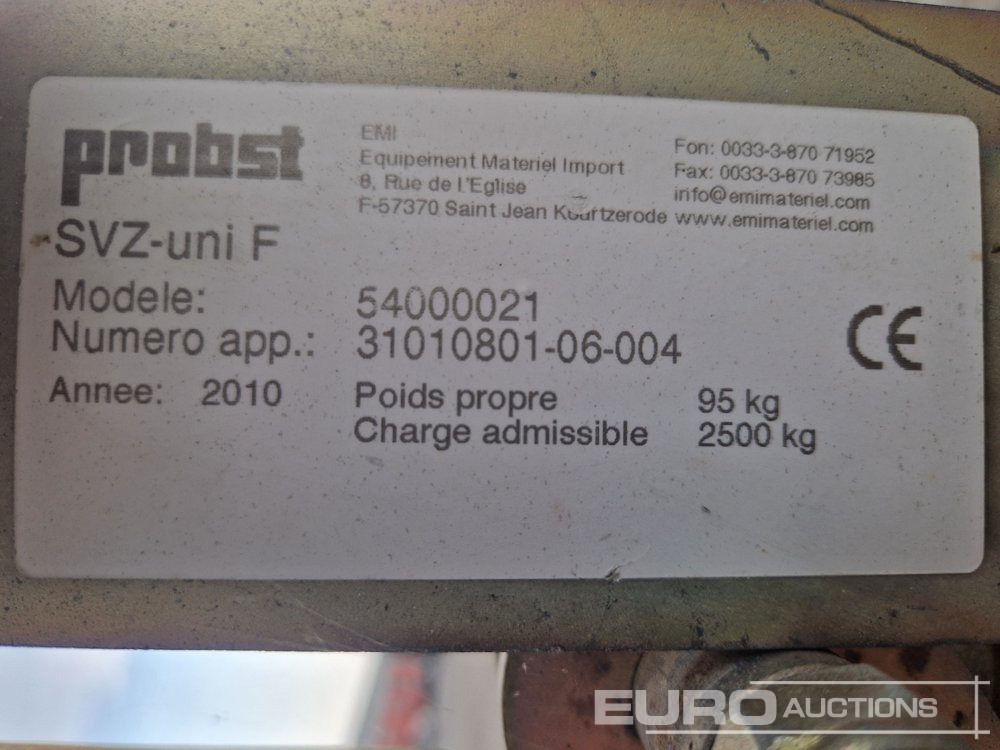 probst
EMI
Equipement Materiel Import
8, Rue de l'Eglise
F-57370 Saint Jean Kourtzerode
Fon: 0033-3-870 71952
Fax: 0033-3-870 73985
info@emimateriel.com
www.emimateriel.com
SVZ-uni F
Modele: 54000021
Numero app.: 31010801-06-004
Annee: 2010 Poids propre 95 kg
Charge admissible 2500 kg
CE
EURO AUCTIONS